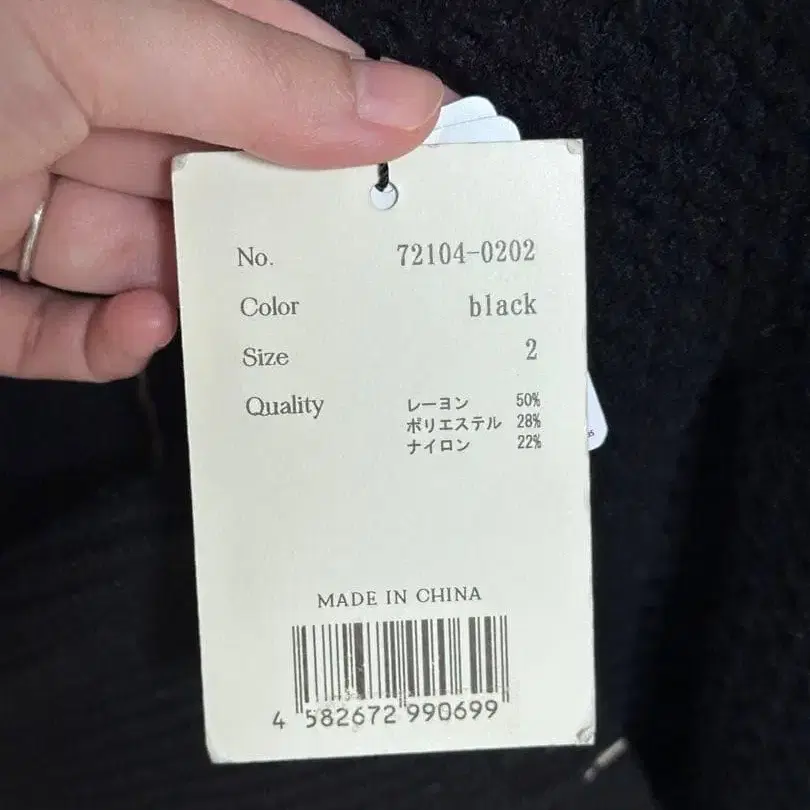 No. 72104-0202
Color black
Size 2
Quality レーヨン 50%
ポリエステル 28%
ナイロン 22%
MADE IN CHINA
4 582672 990699